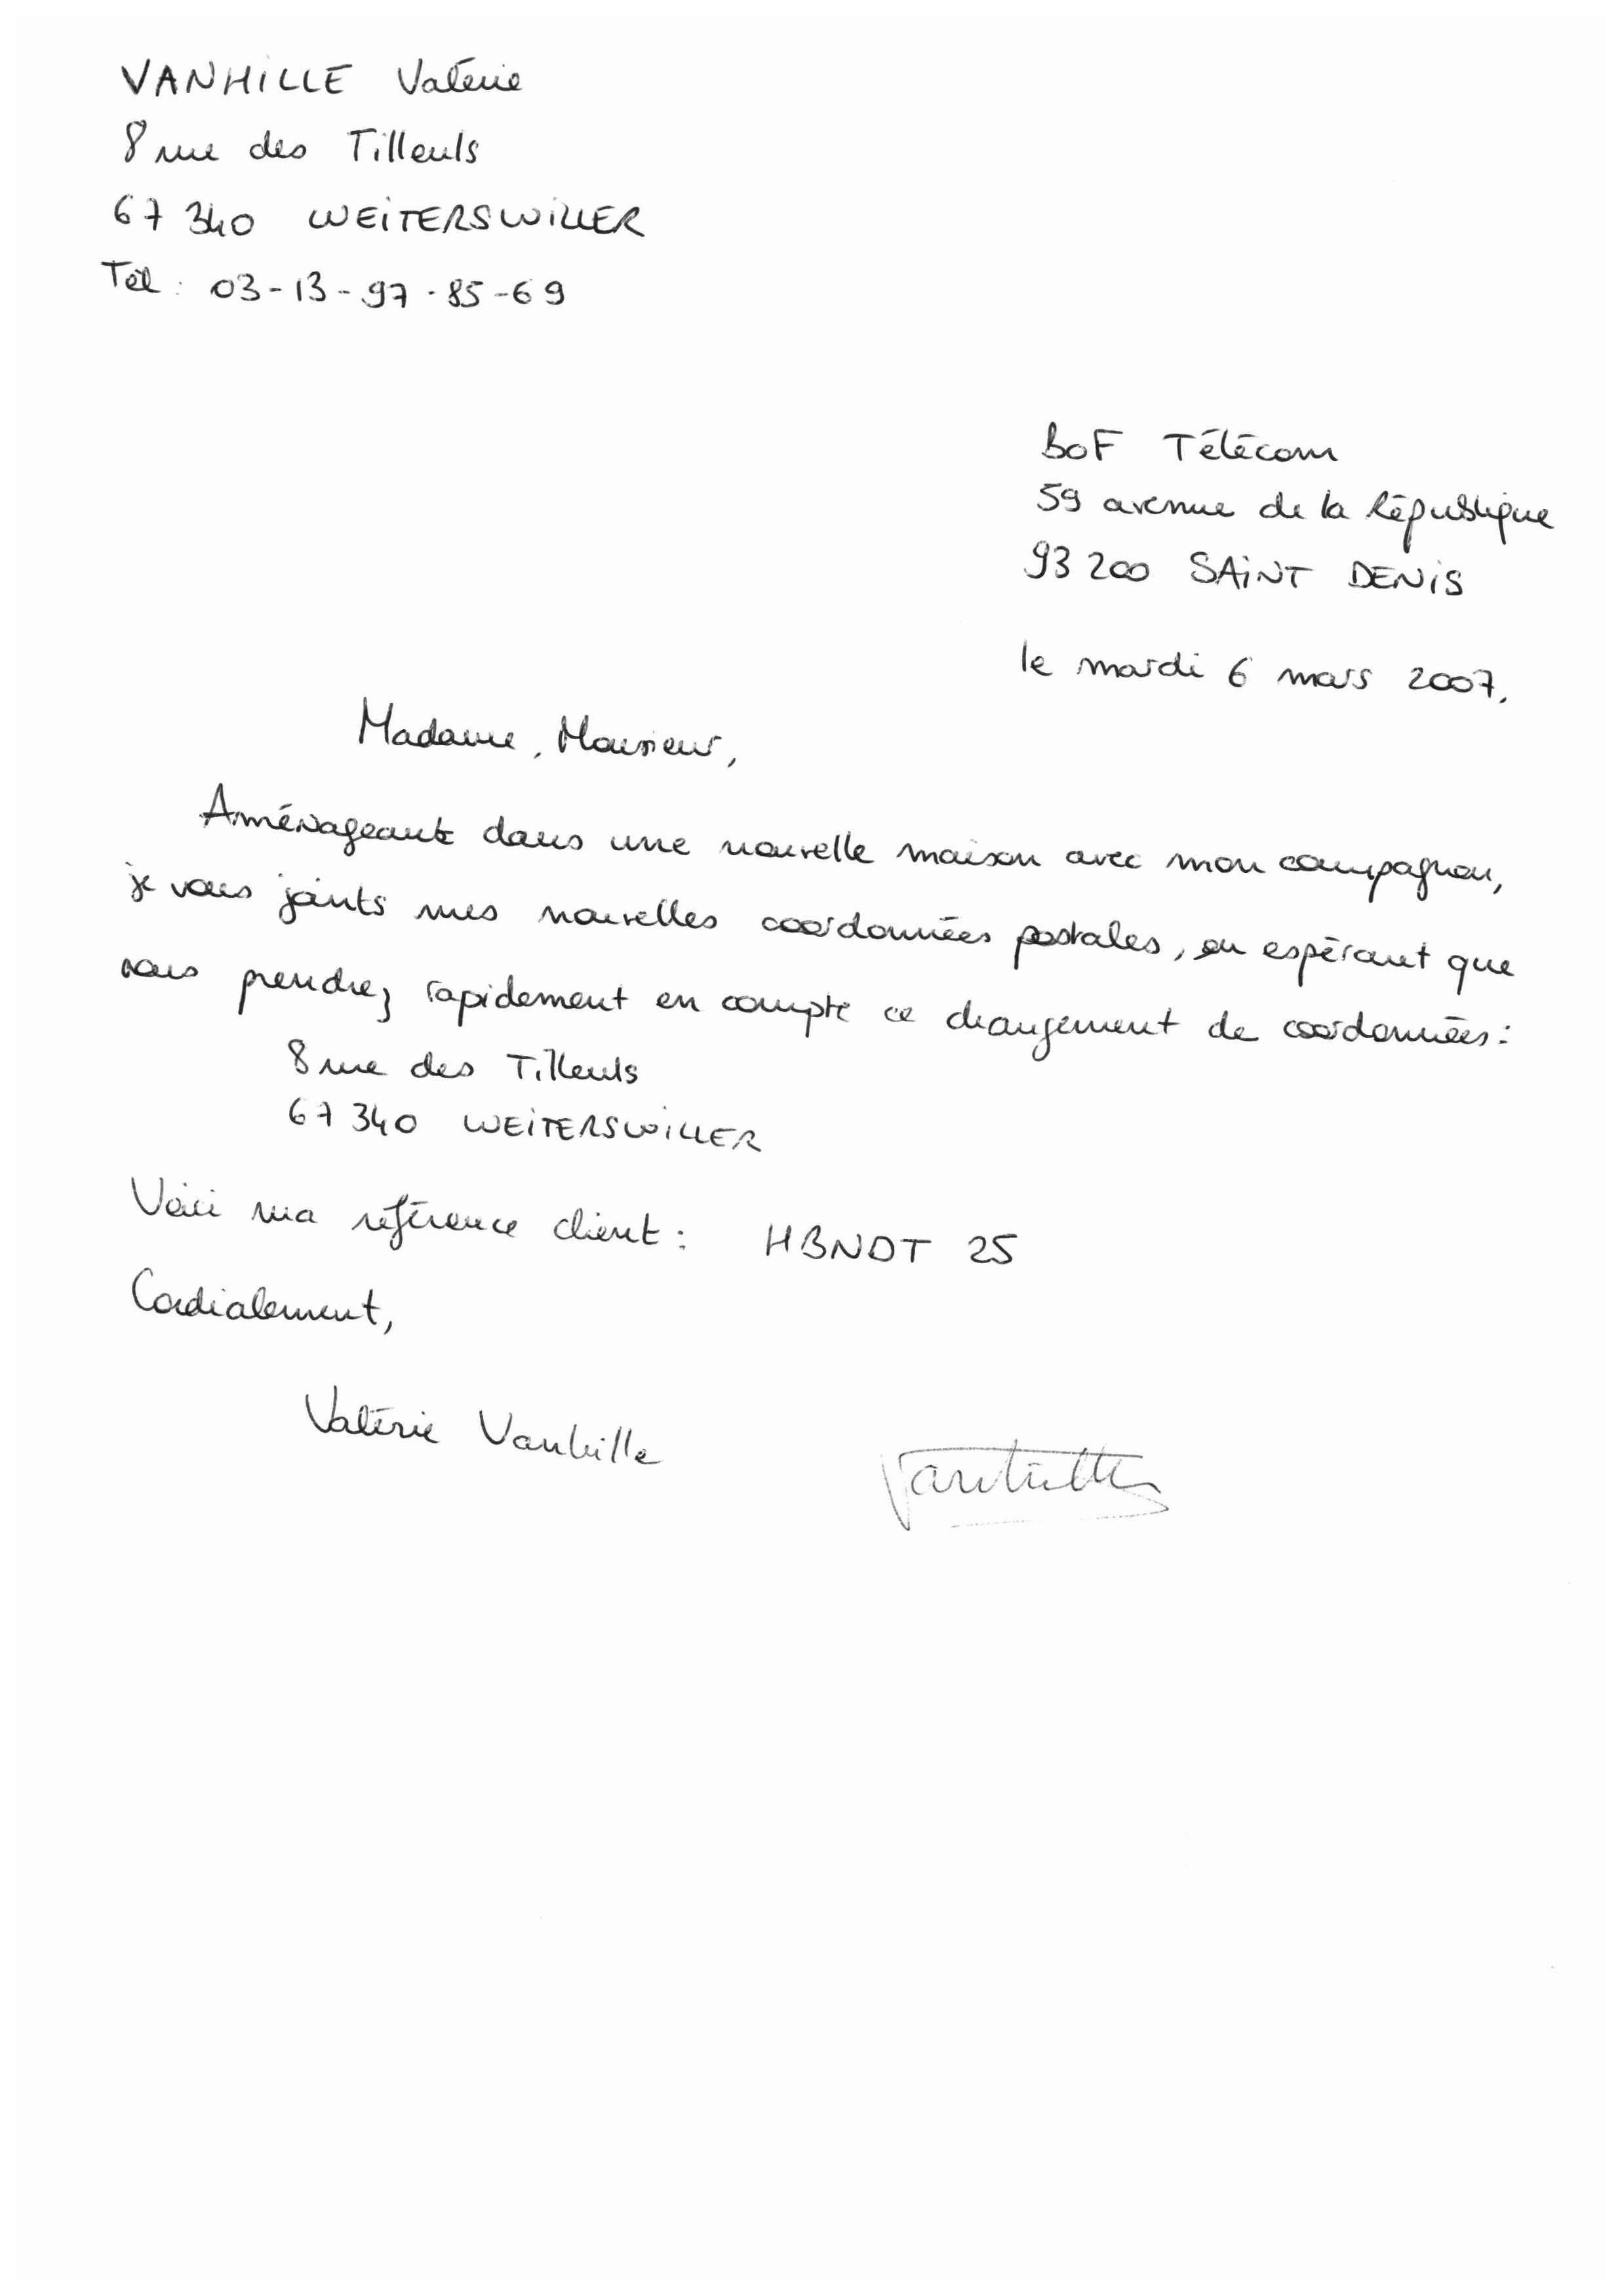 VANHILLE Valérie
8 rue des Tilleuls
67 340 WEITERSWILLER
Tél : 03-13-97-85-69
BOF Télécom
59 avenue de la République
93 200 SAINT DENIS
le mardi 6 mars 2007.
Madame, Monsieur,
Aménageant dans une nouvelle maison avec mon compagnon,
je vous joints mes nouvelles coordonnées postales, en espérant que
vous prendrez rapidement en compte ce changement de coordonnées :
8 rue des Tilleuls
67 340 WEITERSWILLER
Voici ma référence client : HBNDT 25
Cordialement,
Valérie Vanhille
Vanhille